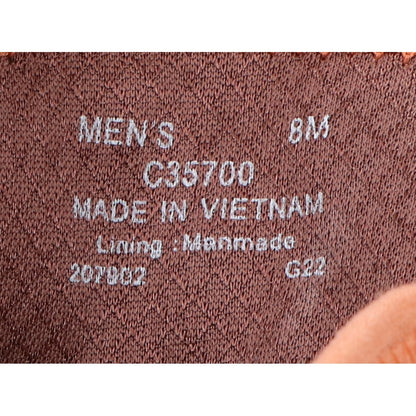 MEN'S 8M
C35700
MADE IN VIETNAM
Lining : Manmade
207902 G22